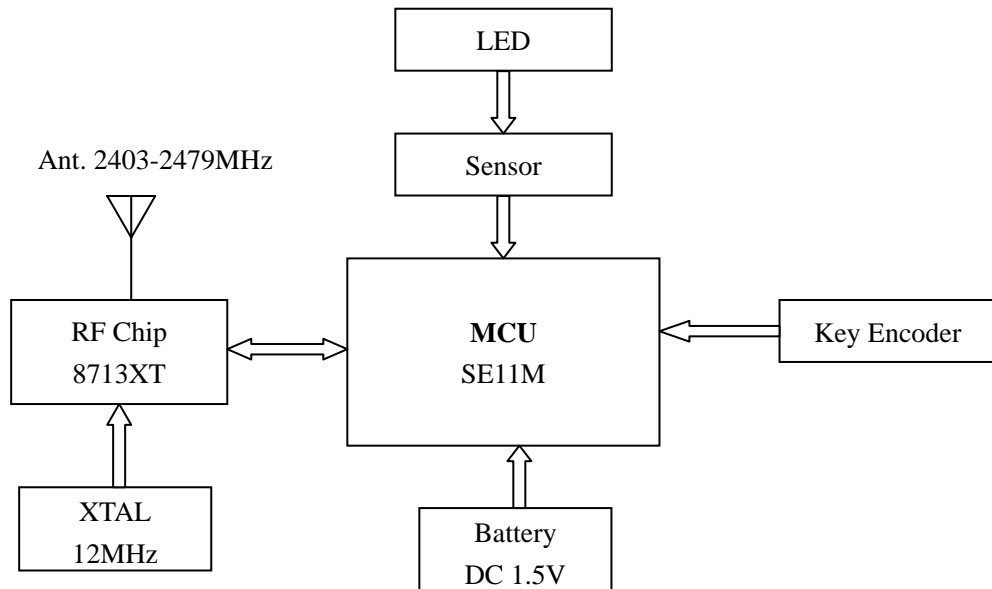 LED
Sensor
Ant. 2403-2479MHz
RF Chip
8713XT
MCU
SE11M
Key Encoder
XTAL
12MHz
Battery
DC 1.5V